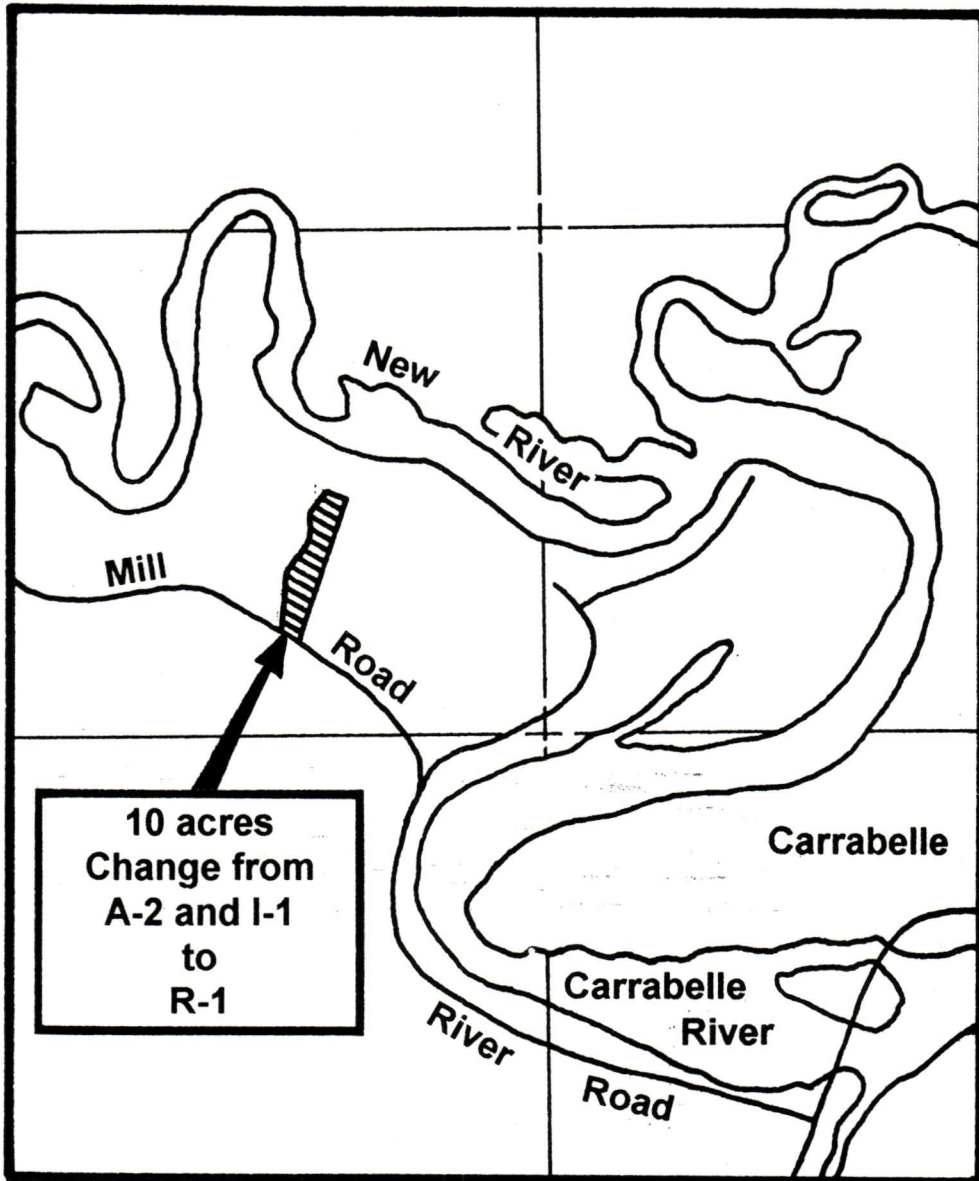 New
River
Mill
Road
10 acres
Change from
A-2 and I-1
to
R-1
Carrabelle
Carrabelle
River
River
Road